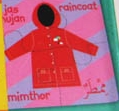 jas raincoat
hujan
mimthor ممطر